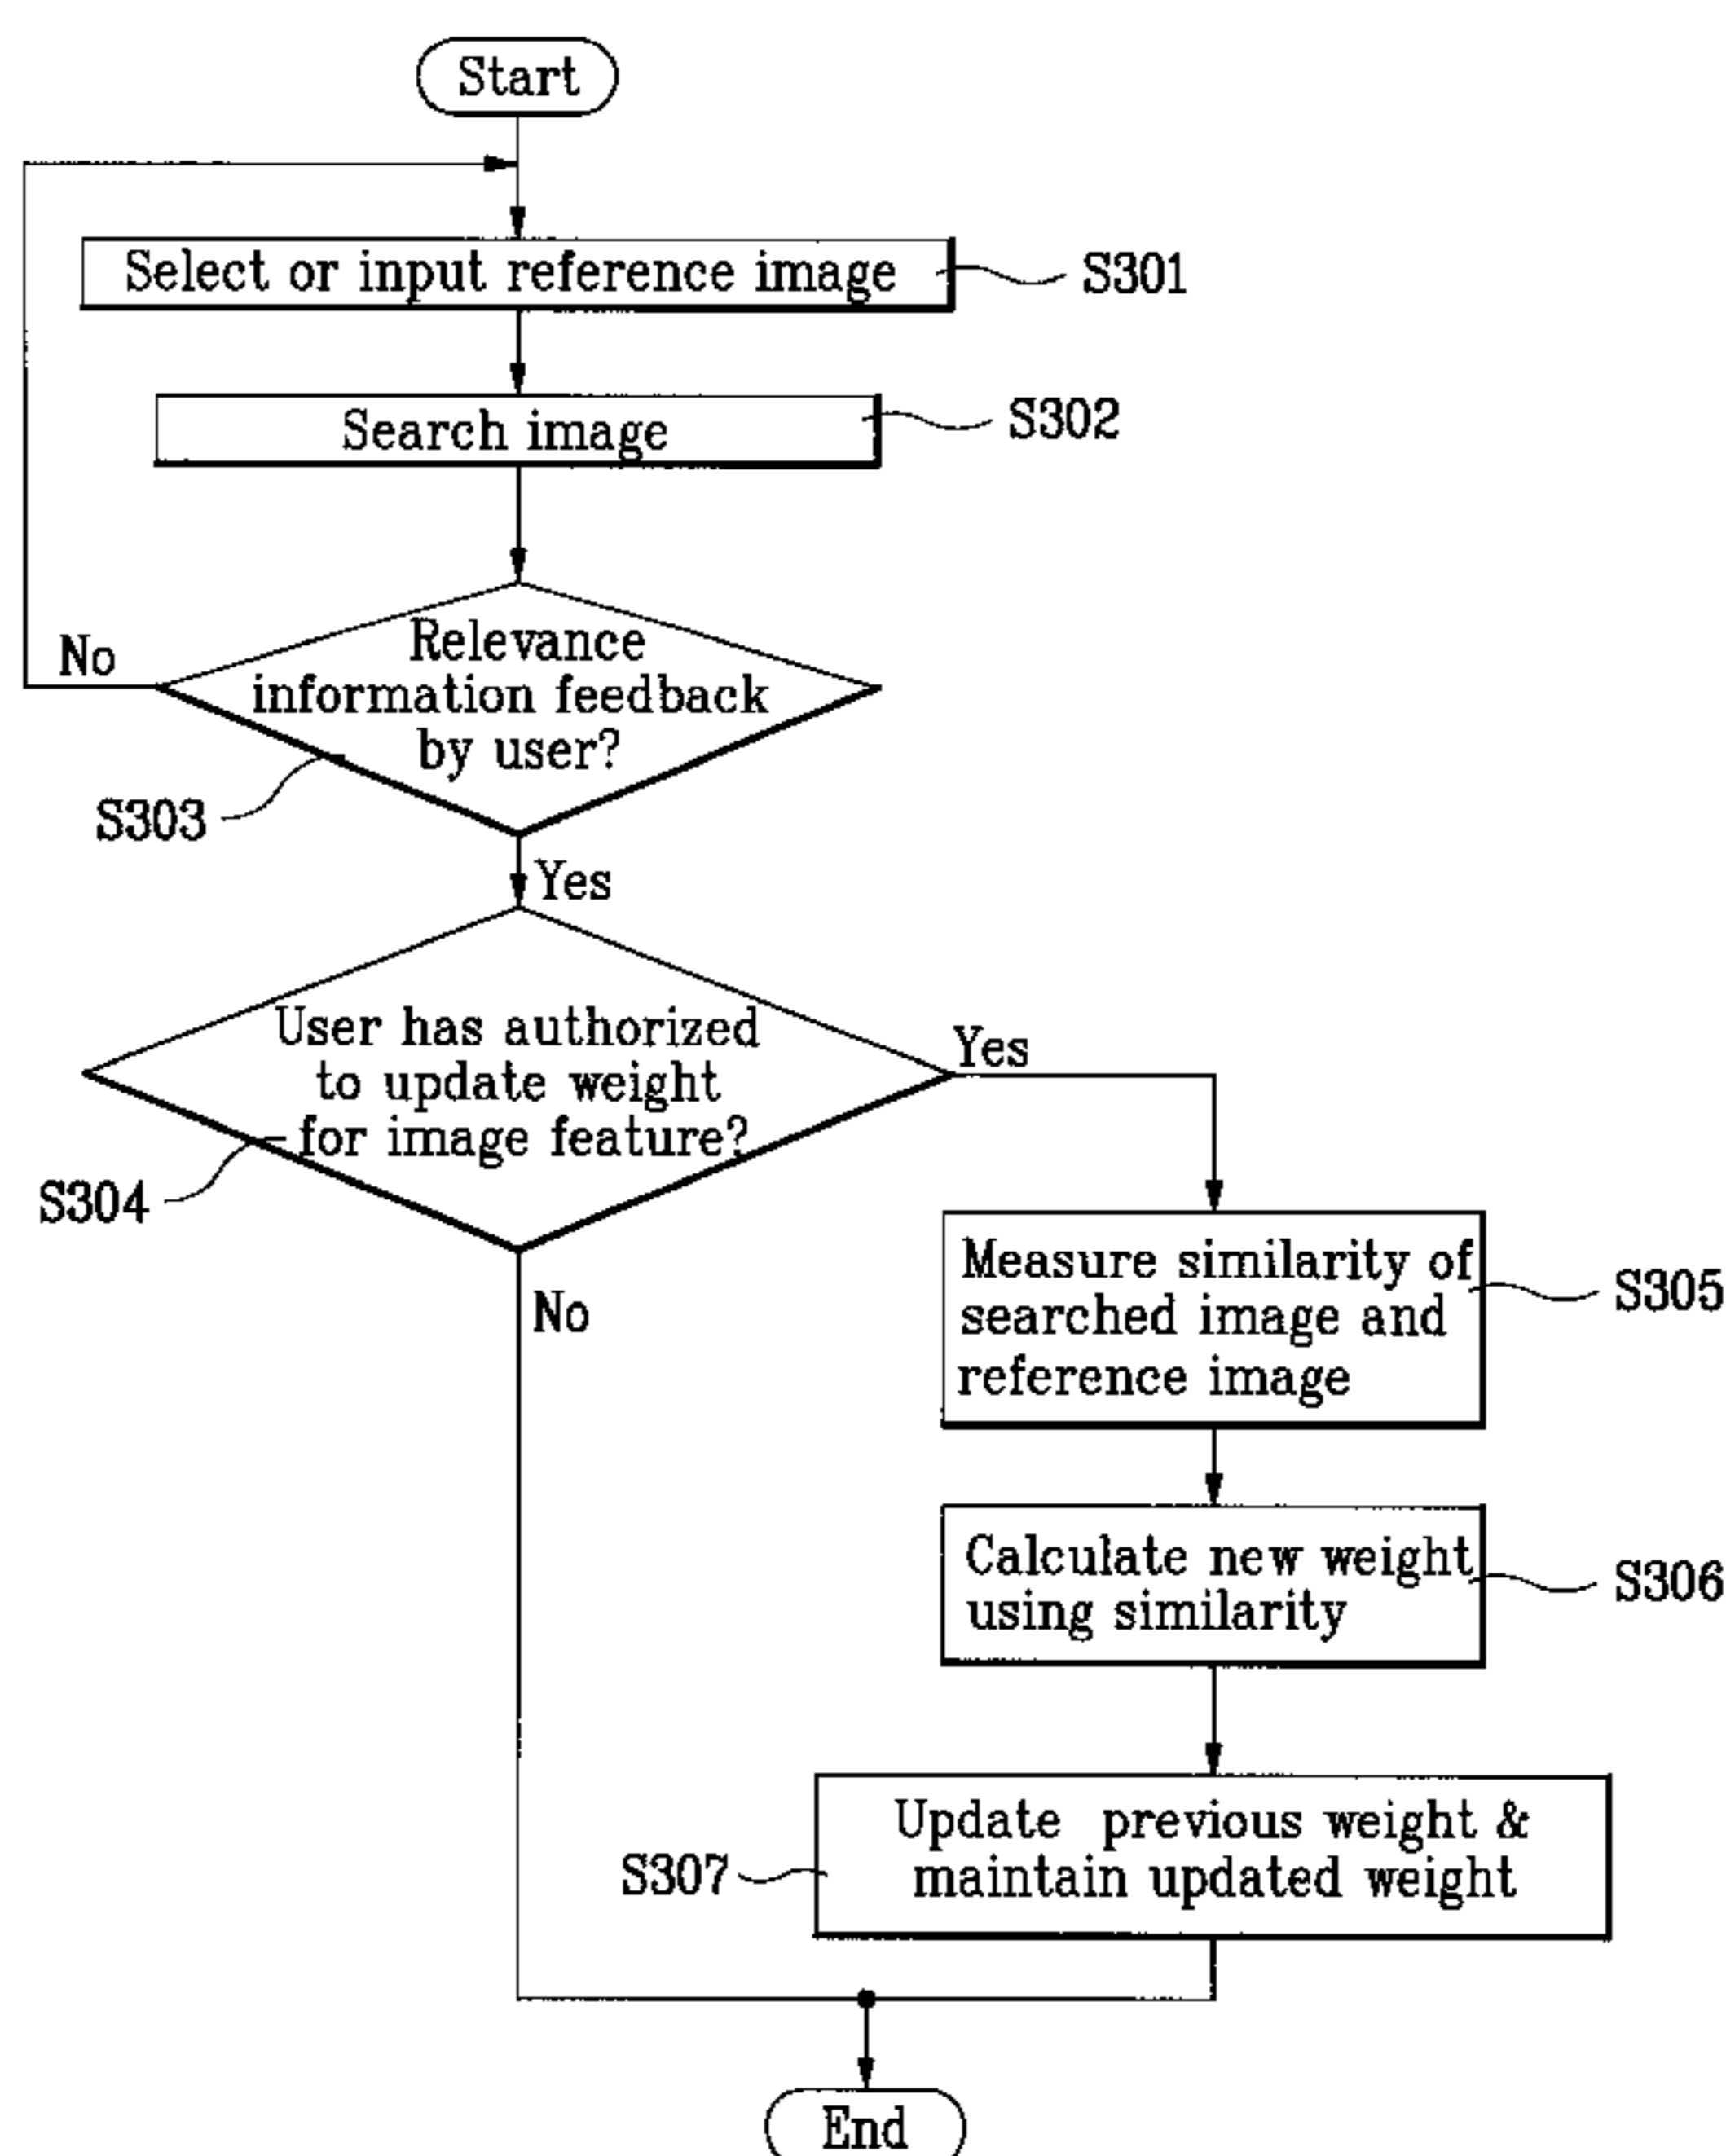 Start
Select or input reference image
S301
Search image
S302
No
Relevance
information feedback
by user?
S303
Yes
User has authorized
to update weight
for image feature?
S304
Yes
No
Measure similarity of
searched image and
reference image
S305
Calculate new weight
using similarity
S306
Update previous weight &
maintain updated weight
S307
End